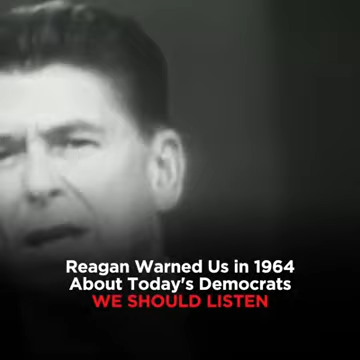 Reagan Warned Us in 1964
About Today's Democrats
WE SHOULD LISTEN